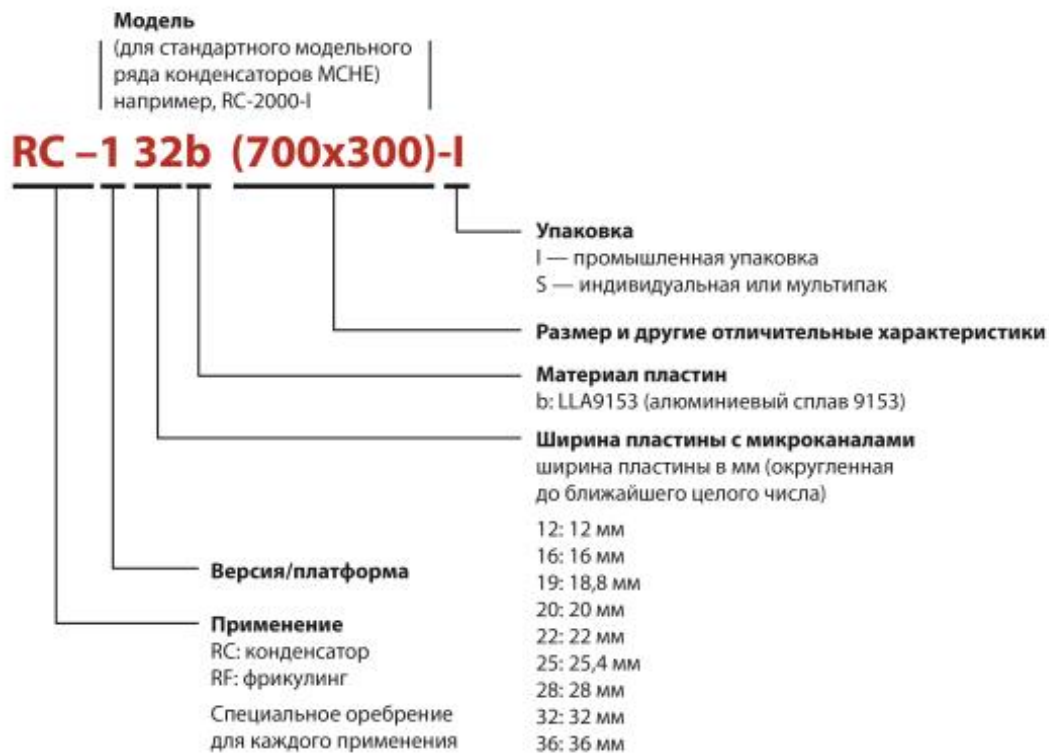 Модель
(для стандартного модельного
ряда конденсаторов MCHE)
например, RC-2000-I
RC –1 32b (700x300)-I
Упаковка
I — промышленная упаковка
S — индивидуальная или мультипак
Размер и другие отличительные характеристики
Материал пластин
b: LLA9153 (алюминиевый сплав 9153)
Ширина пластины с микроканалами
ширина пластины в мм (округленная
до ближайшего целого числа)
12: 12 мм
16: 16 мм
19: 18,8 мм
20: 20 мм
22: 22 мм
25: 25,4 мм
28: 28 мм
32: 32 мм
36: 36 мм
Версия/платформа
Применение
RC: конденсатор
RF: фрикулинг
Специальное оребрение
для каждого применения